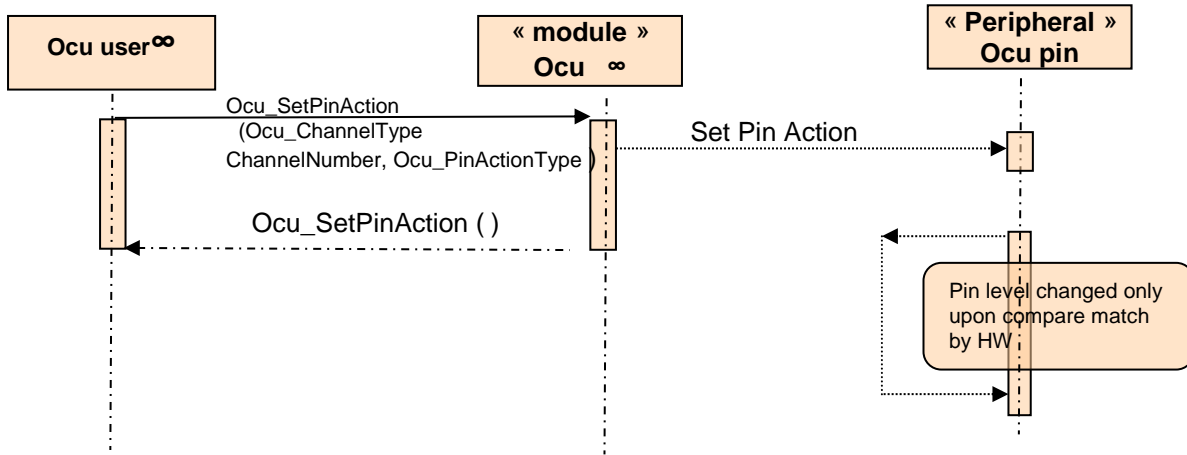 Ocu user∞
« module »
Ocu ∞
« Peripheral »
Ocu pin
Ocu_SetPinAction
(Ocu_ChannelType
ChannelNumber, Ocu_PinActionType )
Set Pin Action
Ocu_SetPinAction ( )
Pin level changed only
upon compare match
by HW